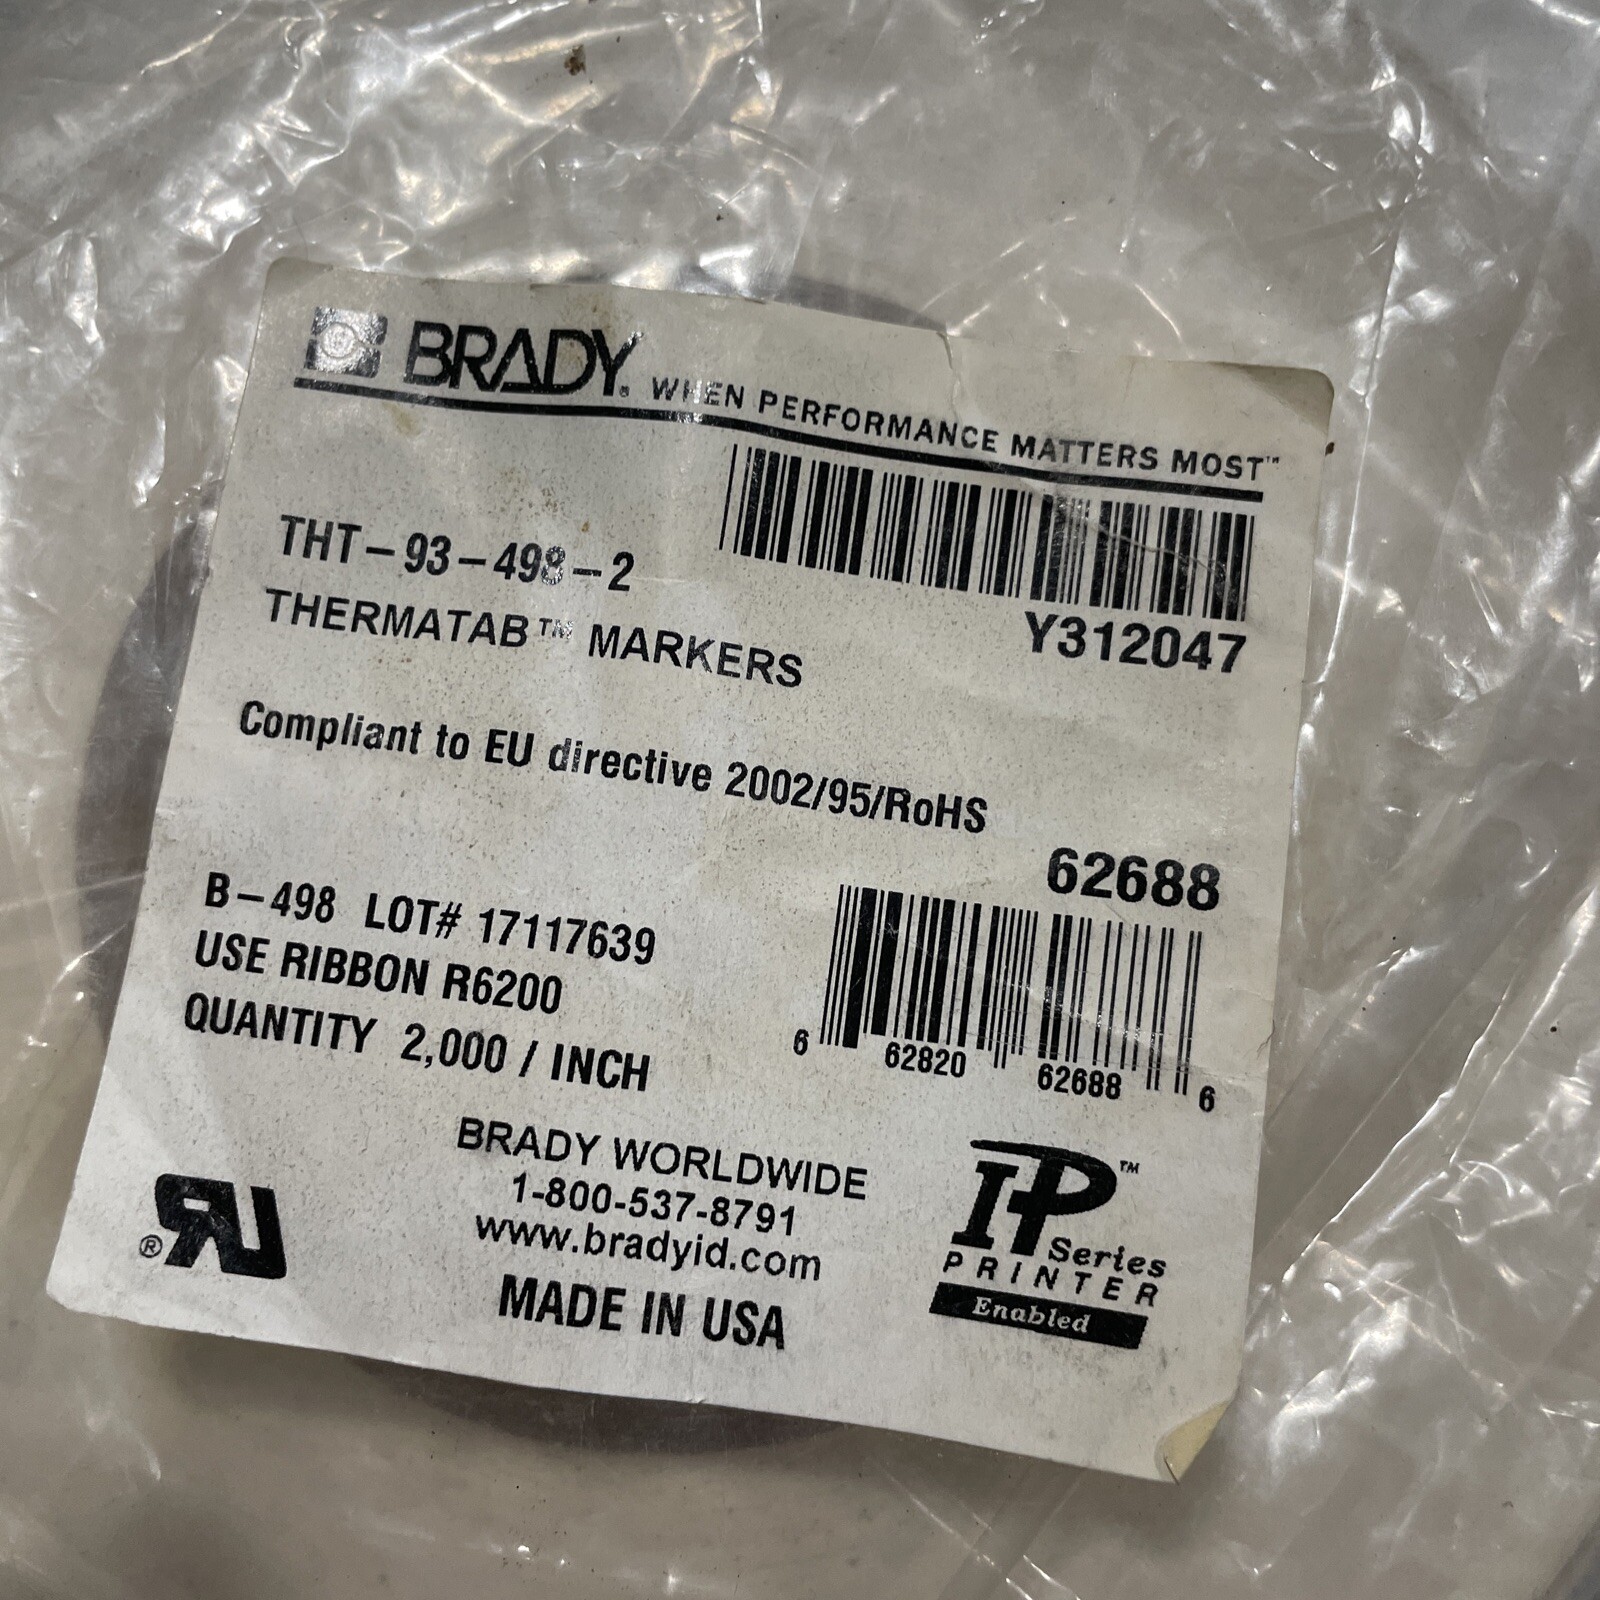 BRADY. WHEN PERFORMANCE MATTERS MOST™
THT-93-498-2
THERMATAB™ MARKERS
Y312047
Compliant to EU directive 2002/95/RoHS
62688
B-498 LOT# 17117639
USE RIBBON R6200
QUANTITY 2,000 / INCH
6 62820 62688 6
BRADY WORLDWIDE
1-800-537-8791
www.bradyid.com
MADE IN USA
®
IP™
Series
PRINTER
Enabled